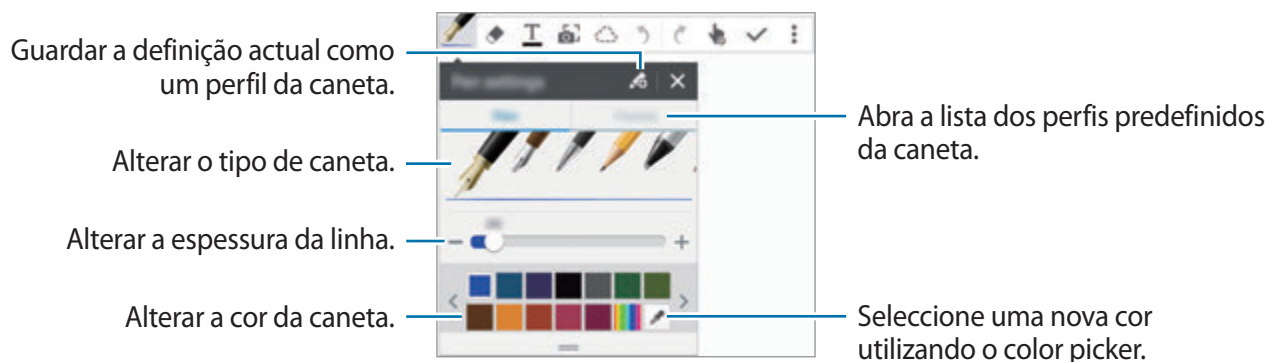 Guardar a definição actual como
um perfil da caneta.
Abra a lista dos perfis predefinidos
da caneta.
Alterar o tipo de caneta.
Alterar a espessura da linha.
Alterar a cor da caneta.
Seleccione uma nova cor
utilizando o color picker.